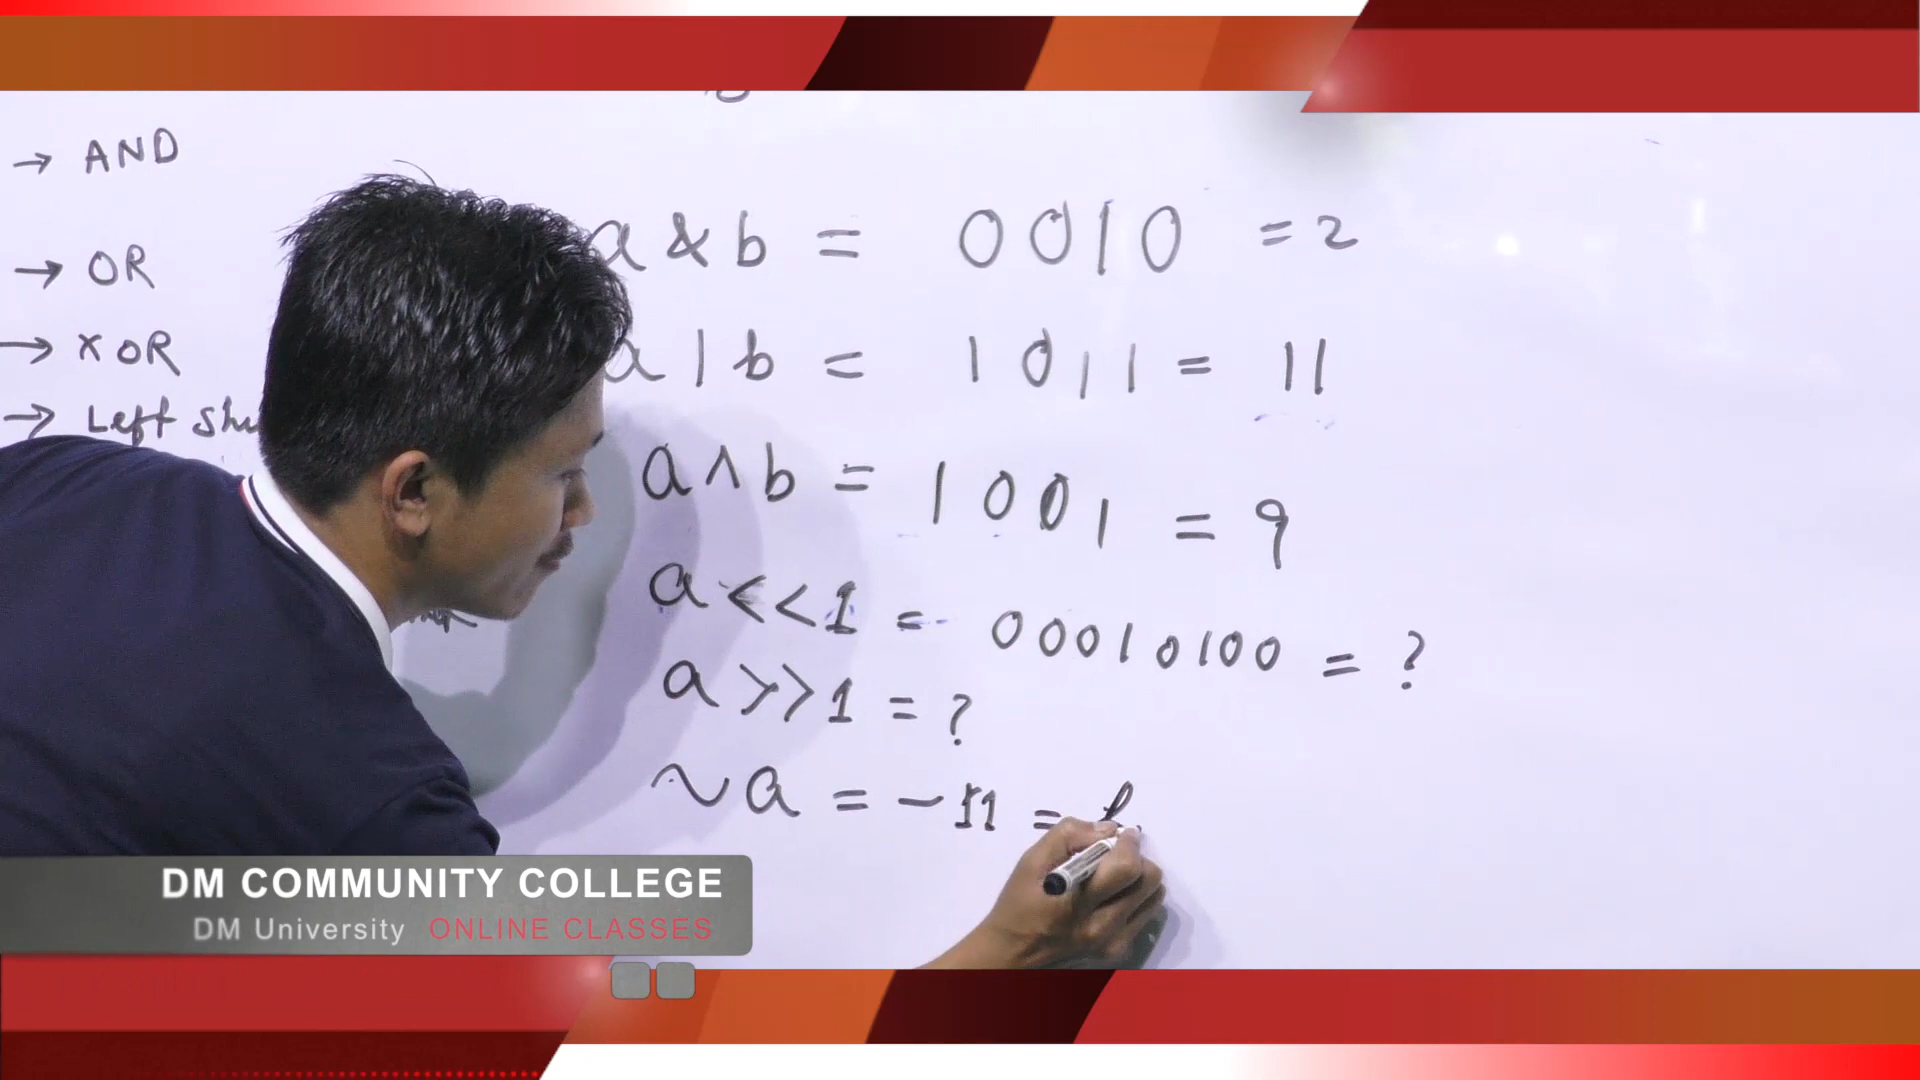 → AND
→ OR
→ XOR
→ Left
a & b = 0010 = 2
a | b = 1011 = 11
a ^ b = 1001 = 9
a << 1 = 00010100 = ?
a >> 1 = ?
~ a = -11 =
DM COMMUNITY COLLEGE
DM University ONLINE CLASSES